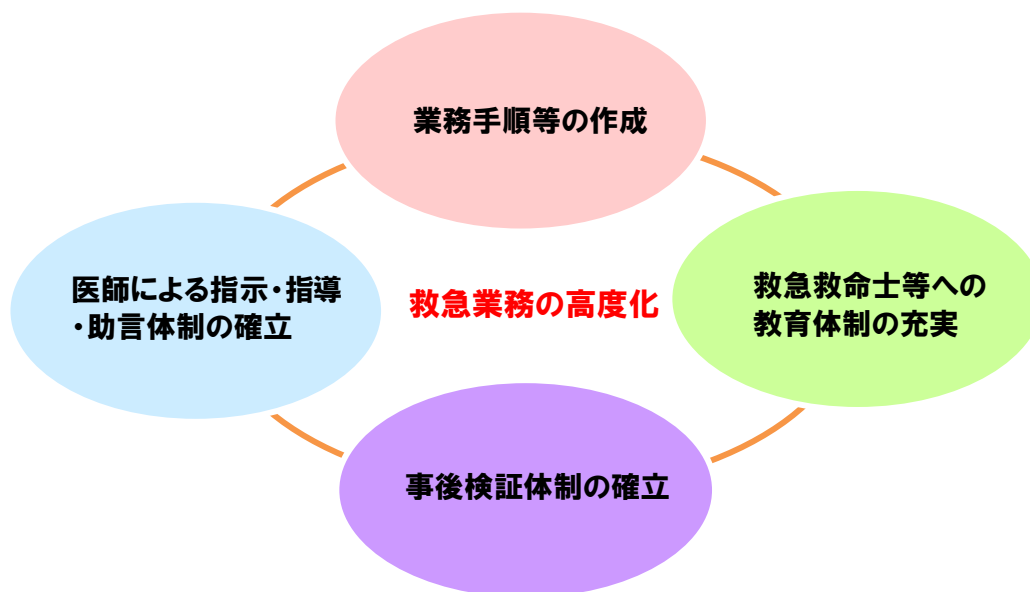 業務手順等の作成
医師による指示・指導
・助言体制の確立
救急業務の高度化
救急救命士等への
教育体制の充実
事後検証体制の確立